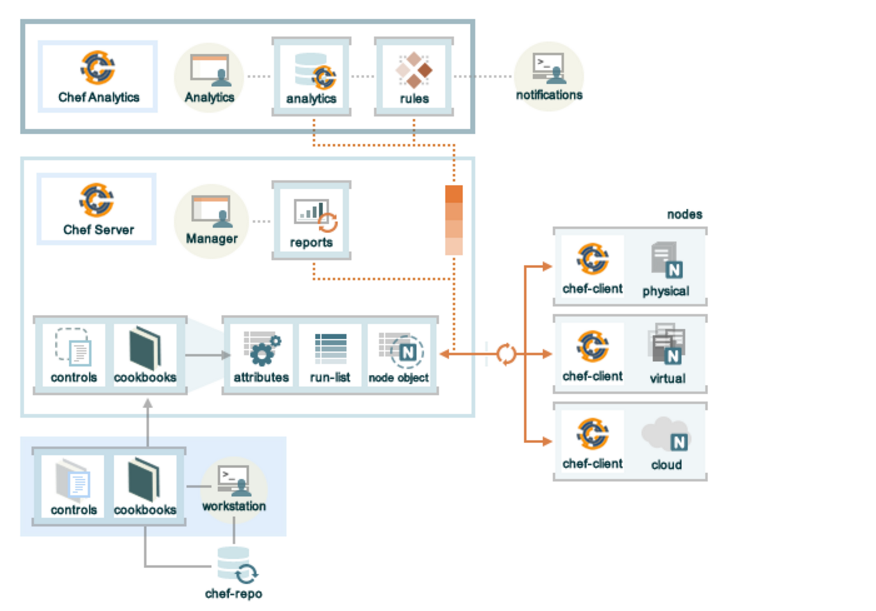 Chef Analytics
Analytics
analytics
rules
notifications
Chef Server
Manager
reports
nodes
chef-client
physical
chef-client
virtual
chef-client
cloud
controls
cookbooks
attributes
run-list
node object
controls
cookbooks
workstation
chef-repo
>_
>_
N
N
N
N